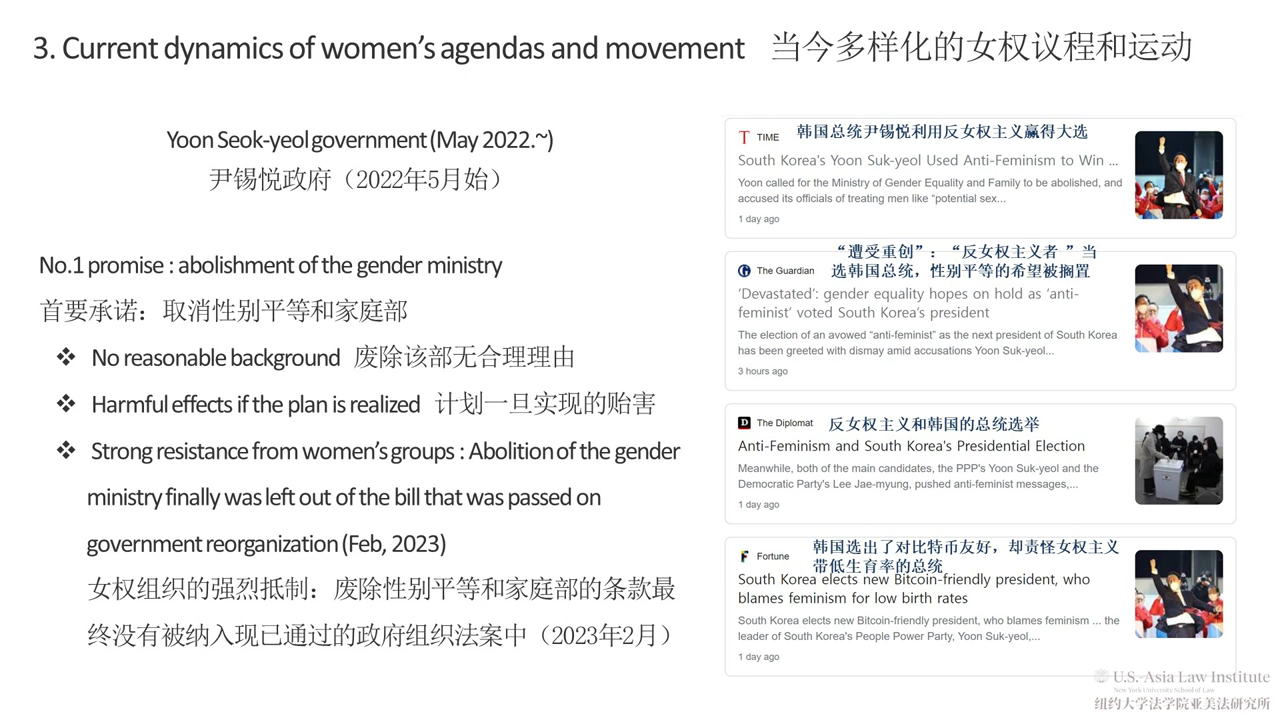 3. Current dynamics of women's agendas and movement 当今多样化的女权议程和运动
Yoon Seok-yeol government (May 2022.~)
尹锡悦政府（2022年5月始）
No.1 promise : abolishment of the gender ministry
首要承诺：取消性别平等和家庭部
❖ No reasonable background 废除该部无合理理由
❖ Harmful effects if the plan is realized 计划一旦实现的贻害
❖ Strong resistance from women's groups : Abolition of the gender
ministry finally was left out of the bill that was passed on
government reorganization (Feb, 2023)
女权组织的强烈抵制：废除性别平等和家庭部的条款最
终没有被纳入现已通过的政府组织法案中（2023年2月）
TIME 韩国总统尹锡悦利用反女权主义赢得大选
South Korea's Yoon Suk-yeol Used Anti-Feminism to Win ...
Yoon called for the Ministry of Gender Equality and Family to be abolished, and
accused its officials of treating men like "potential sex...
1 day ago
“遭受重创”：“反女权主义者 ”当
The Guardian 选韩国总统，性别平等的希望被搁置
'Devastated': gender equality hopes on hold as 'anti-
feminist' voted South Korea's president
The election of an avowed "anti-feminist" as the next president of South Korea
has been greeted with dismay amid accusations Yoon Suk-yeol...
3 hours ago
The Diplomat 反女权主义和韩国的总统选举
Anti-Feminism and South Korea's Presidential Election
Meanwhile, both of the main candidates, the PPP's Yoon Suk-yeol and the
Democratic Party's Lee Jae-myung, pushed anti-feminist messages,...
1 day ago
Fortune 韩国选出了对比特币友好，却责怪女权主义
带低生育率的总统
South Korea elects new Bitcoin-friendly president, who
blames feminism for low birth rates
South Korea elects new Bitcoin-friendly president, who blames feminism ... the
leader of South Korea's People Power Party, Yoon Suk-yeol,...
1 day ago
U.S.-Asia Law Institute
New York University School of Law
纽约大学法学院亚美法研究所